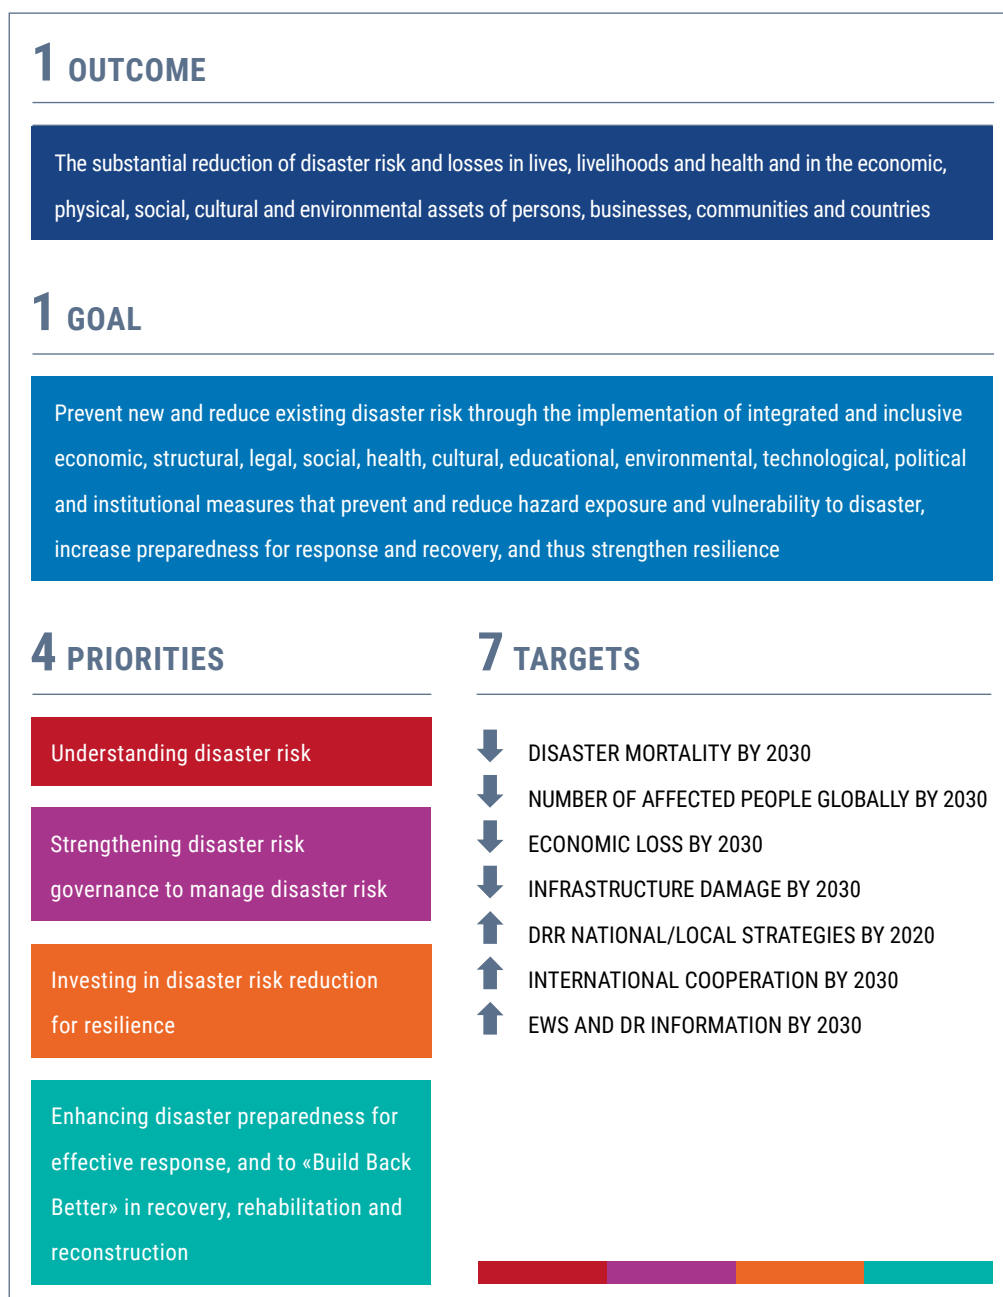 1 OUTCOME
The substantial reduction of disaster risk and losses in lives, livelihoods and health and in the economic,
physical, social, cultural and environmental assets of persons, businesses, communities and countries
1 GOAL
Prevent new and reduce existing disaster risk through the implementation of integrated and inclusive
economic, structural, legal, social, health, cultural, educational, environmental, technological, political
and institutional measures that prevent and reduce hazard exposure and vulnerability to disaster,
increase preparedness for response and recovery, and thus strengthen resilience
4 PRIORITIES
Understanding disaster risk
Strengthening disaster risk
governance to manage disaster risk
Investing in disaster risk reduction
for resilience
Enhancing disaster preparedness for
effective response, and to «Build Back
Better» in recovery, rehabilitation and
reconstruction
7 TARGETS
DISASTER MORTALITY BY 2030
NUMBER OF AFFECTED PEOPLE GLOBALLY BY 2030
ECONOMIC LOSS BY 2030
INFRASTRUCTURE DAMAGE BY 2030
DRR NATIONAL/LOCAL STRATEGIES BY 2020
INTERNATIONAL COOPERATION BY 2030
EWS AND DR INFORMATION BY 2030